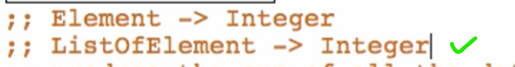 ;; Element -> Integer
;; ListOfElement -> Integer